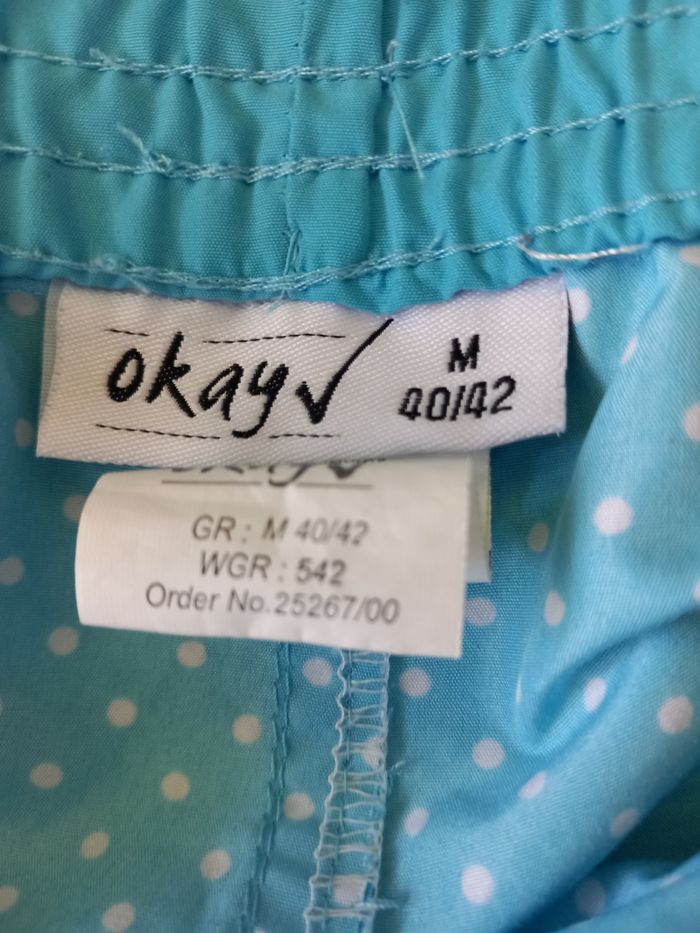 okay
M
40/42
GR : M 40/42
WGR : 542
Order No.25267/00